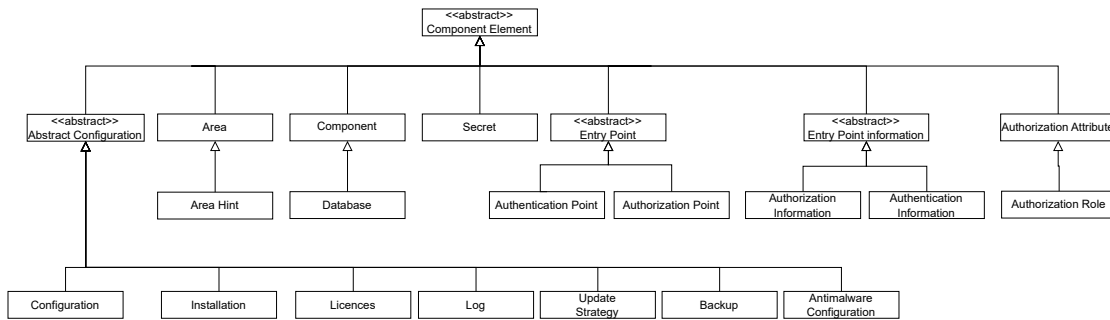 <<abstract>>
Component Element
<<abstract>>
Abstract Configuration
Area
Component
Secret
<<abstract>>
Entry Point
<<abstract>>
Entry Point information
Authorization Attribute
Area Hint
Database
Authentication Point
Authorization Point
Authorization
Information
Authentication
Information
Authorization Role
Configuration
Installation
Licences
Log
Update
Strategy
Backup
Antimalware
Configuration